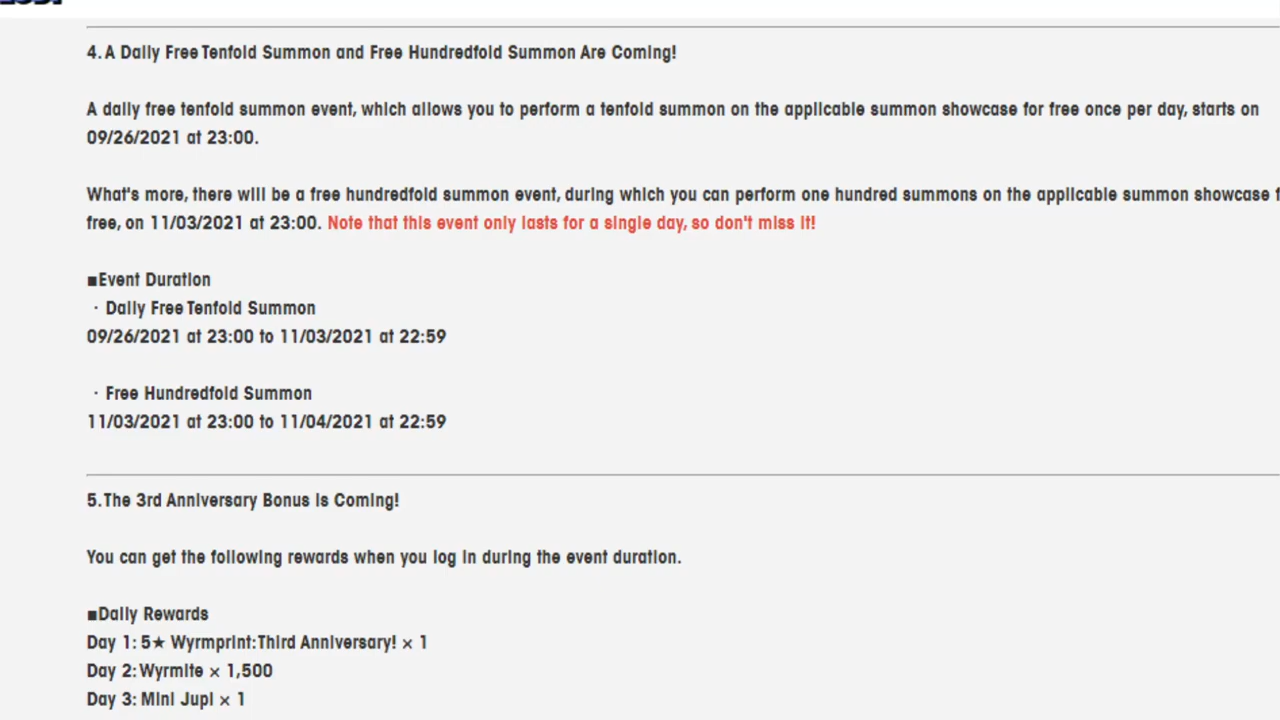 4. A Daily Free Tenfold Summon and Free Hundredfold Summon Are Coming!
A daily free tenfold summon event, which allows you to perform a tenfold summon on the applicable summon showcase for free once per day, starts on
09/26/2021 at 23:00.
What's more, there will be a free hundredfold summon event, during which you can perform one hundred summons on the applicable summon showcase
free, on 11/03/2021 at 23:00. Note that this event only lasts for a single day, so don't miss it!
■Event Duration
・Daily Free Tenfold Summon
09/26/2021 at 23:00 to 11/03/2021 at 22:59
・Free Hundredfold Summon
11/03/2021 at 23:00 to 11/04/2021 at 22:59
5. The 3rd Anniversary Bonus Is Coming!
You can get the following rewards when you log in during the event duration.
■Daily Rewards
Day 1: 5★ Wyrmprint: Third Anniversary! × 1
Day 2: Wyrmite × 1,500
Day 3: Mini Jupi × 1